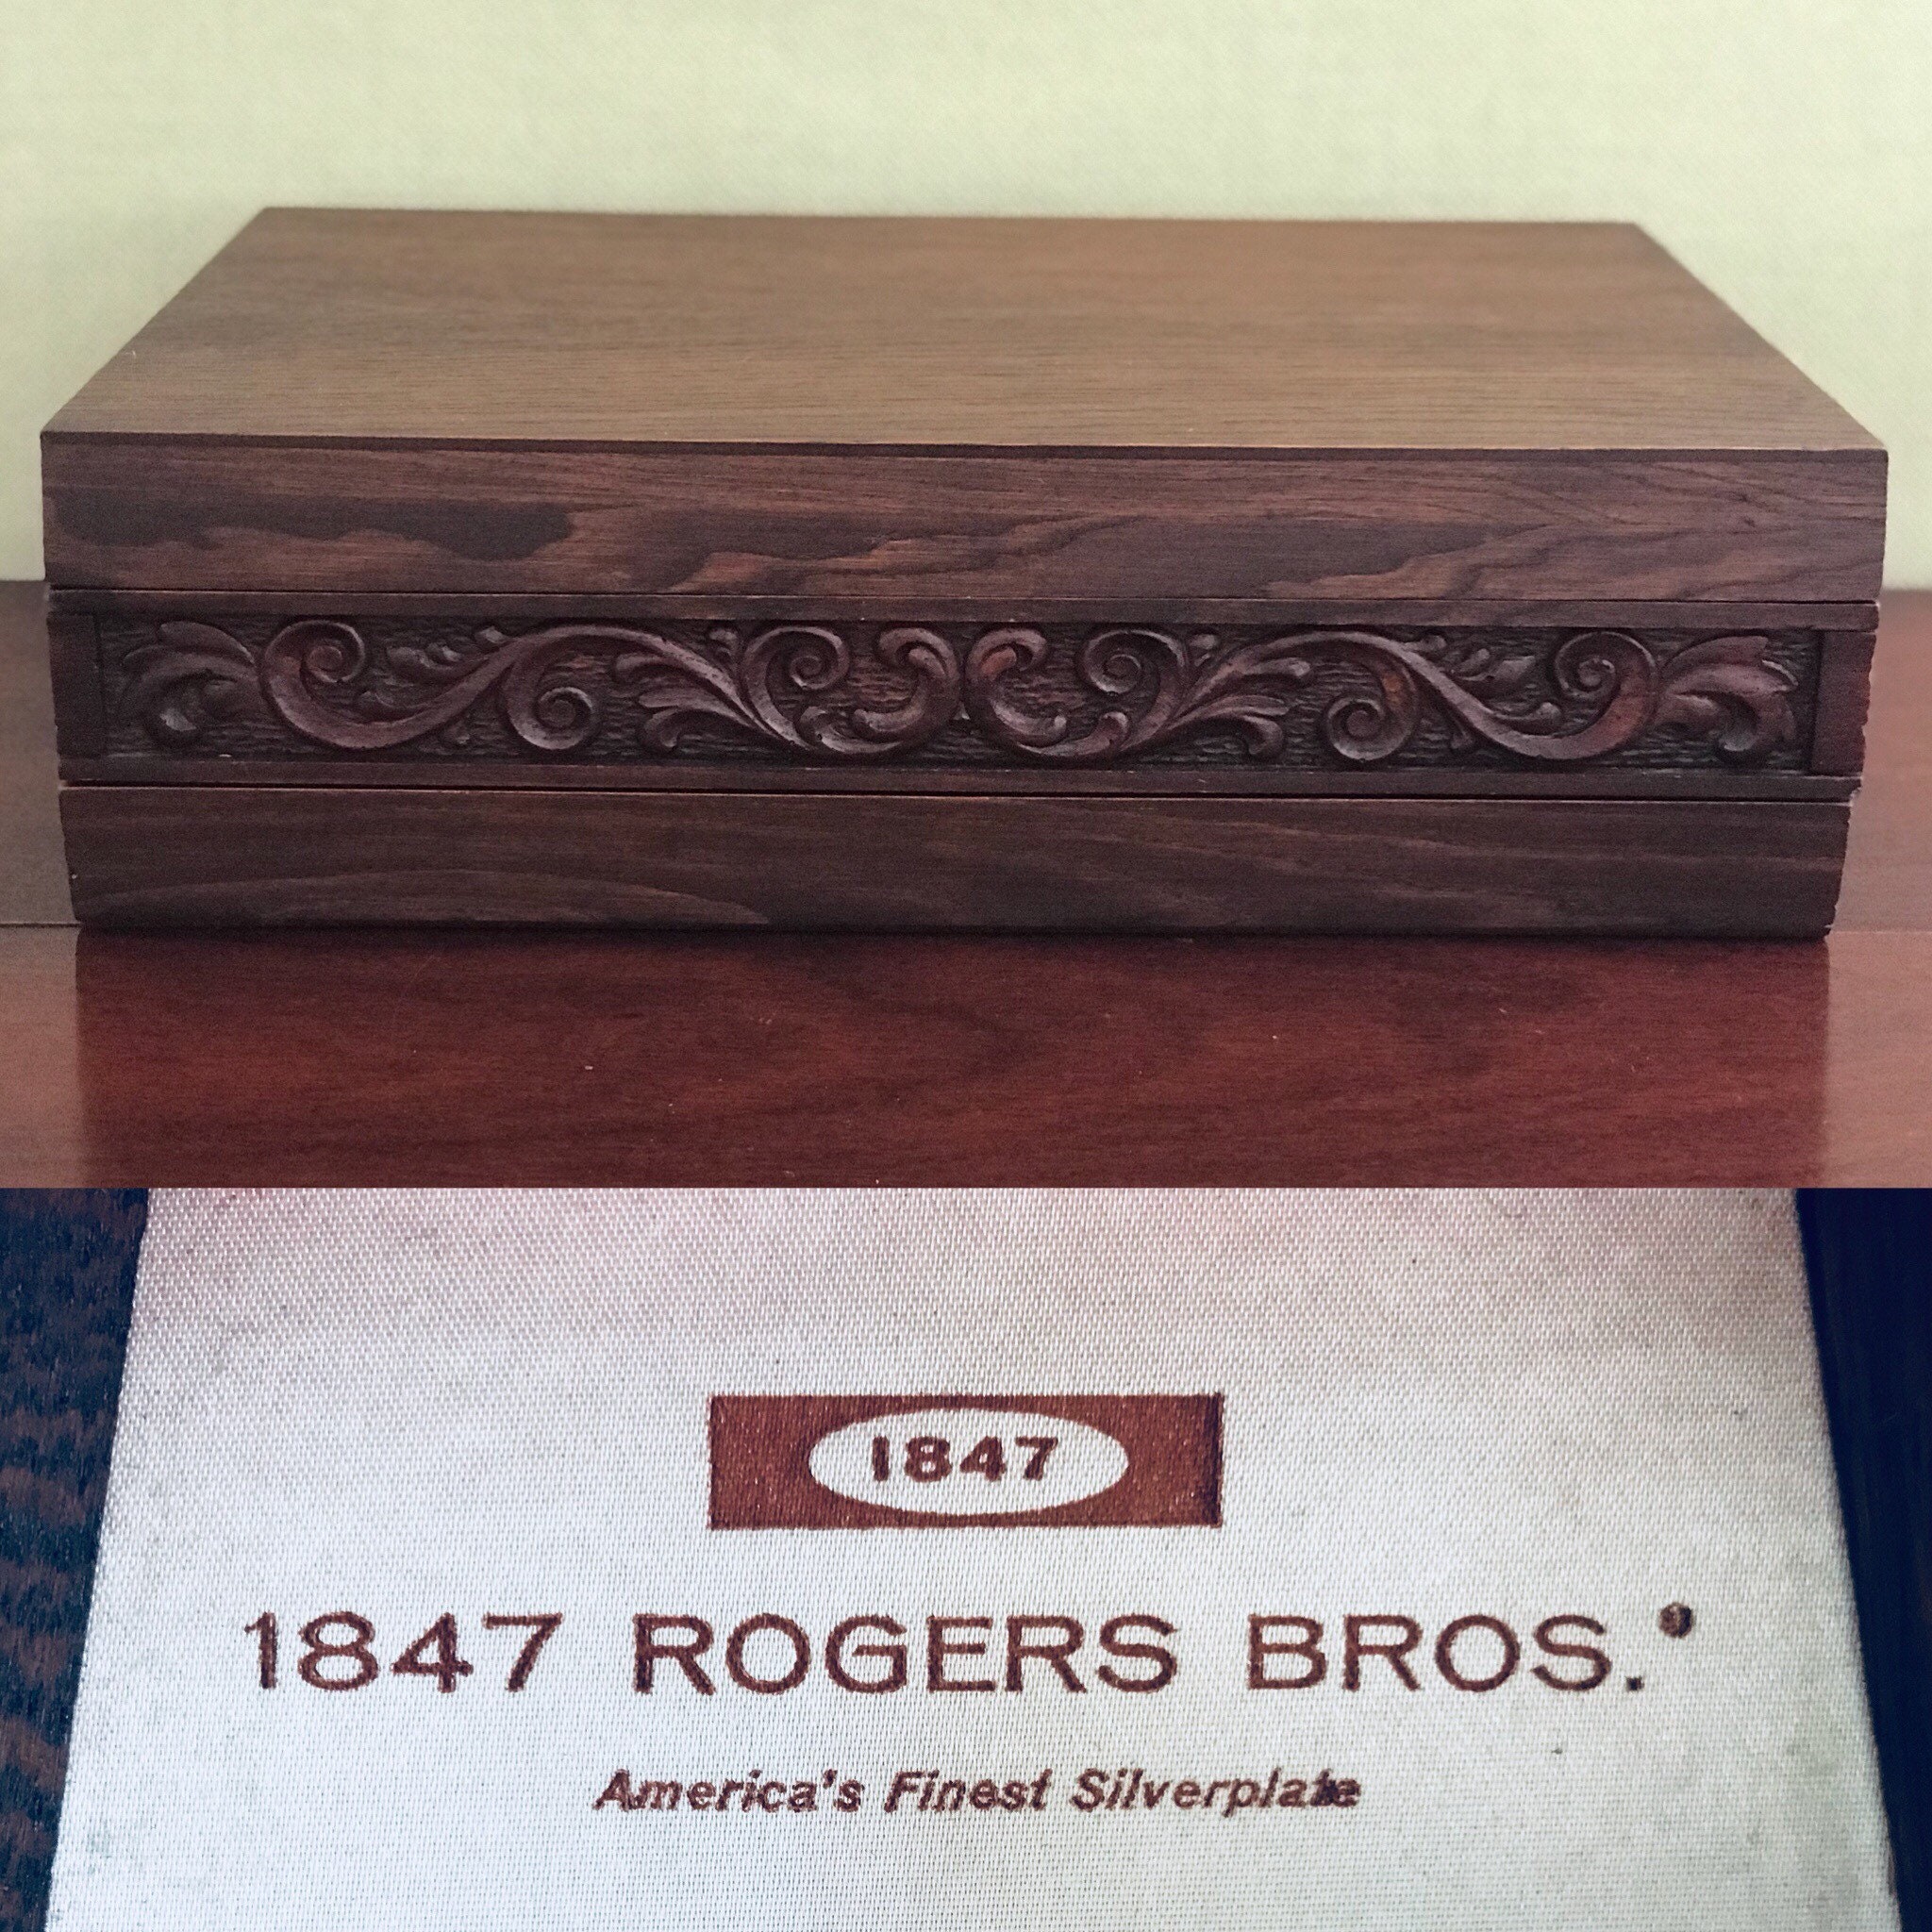 1847
1847 ROGERS BROS.®
America's Finest Silverplate